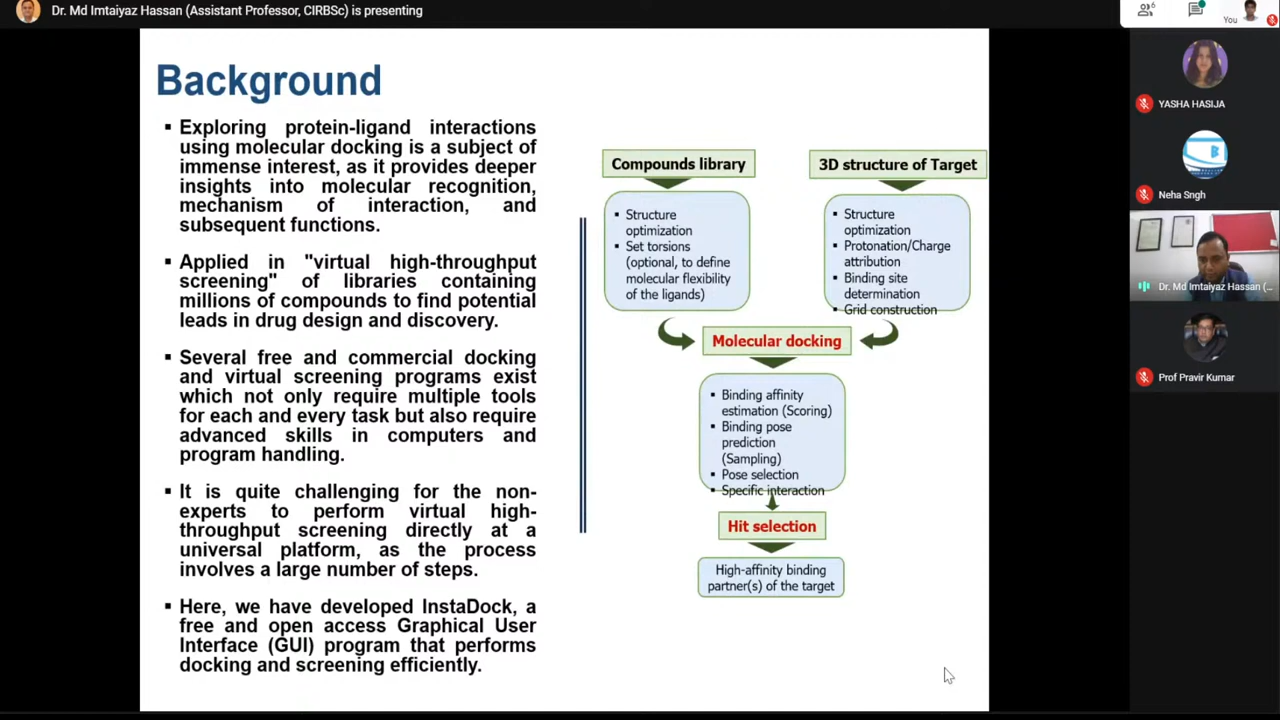 Dr. Md Imtaiyaz Hassan (Assistant Professor, CIRBSc) is presenting
6
You
Background
▪ Exploring protein-ligand interactions
using molecular docking is a subject of
immense interest, as it provides deeper
insights into molecular recognition,
mechanism of interaction, and
subsequent functions.
▪ Applied in "virtual high-throughput
screening" of libraries containing
millions of compounds to find potential
leads in drug design and discovery.
▪ Several free and commercial docking
and virtual screening programs exist
which not only require multiple tools
for each and every task but also require
advanced skills in computers and
program handling.
▪ It is quite challenging for the non-
experts to perform virtual high-
throughput screening directly at a
universal platform, as the process
involves a large number of steps.
▪ Here, we have developed InstaDock, a
free and open access Graphical User
Interface (GUI) program that performs
docking and screening efficiently.
Compounds library
▪ Structure
optimization
▪ Set torsions
(optional, to define
molecular flexibility
of the ligands)
3D structure of Target
▪ Structure
optimization
▪ Protonation/Charge
attribution
▪ Binding site
determination
▪ Grid construction
Molecular docking
▪ Binding affinity
estimation (Scoring)
▪ Binding pose
prediction
(Sampling)
▪ Pose selection
▪ Specific interaction
Hit selection
High-affinity binding
partner(s) of the target
YASHA HASIJA
Neha Sngh
Dr. Md Imtaiyaz Hassan (...
Prof Pravir Kumar